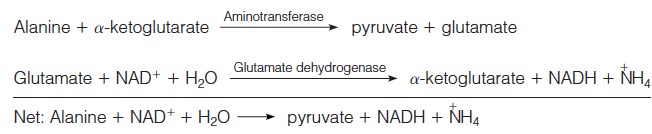 Alanine + α-ketoglutarate Aminotransferase → pyruvate + glutamate
Glutamate + NAD⁺ + H₂O Glutamate dehydrogenase → α-ketoglutarate + NADH + N⁺H₄
Net: Alanine + NAD⁺ + H₂O → pyruvate + NADH + N⁺H₄